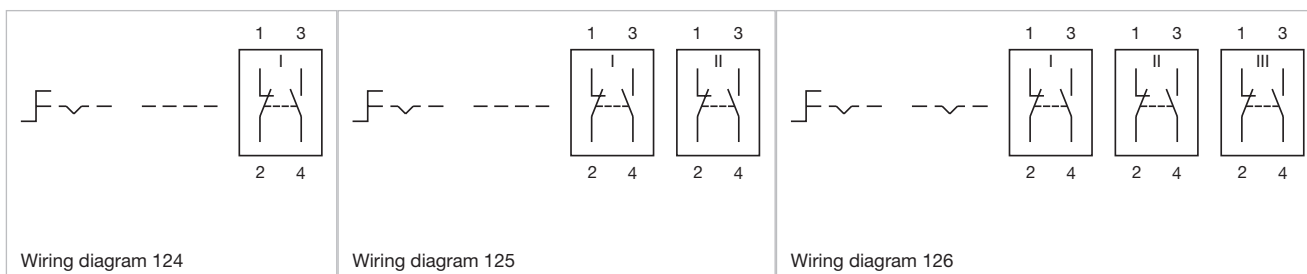 1 3 1 3 1 3 1 3 1 3 1 3
I I II I II III
2 4 2 4 2 4 2 4 2 4 2 4
Wiring diagram 124 Wiring diagram 125 Wiring diagram 126